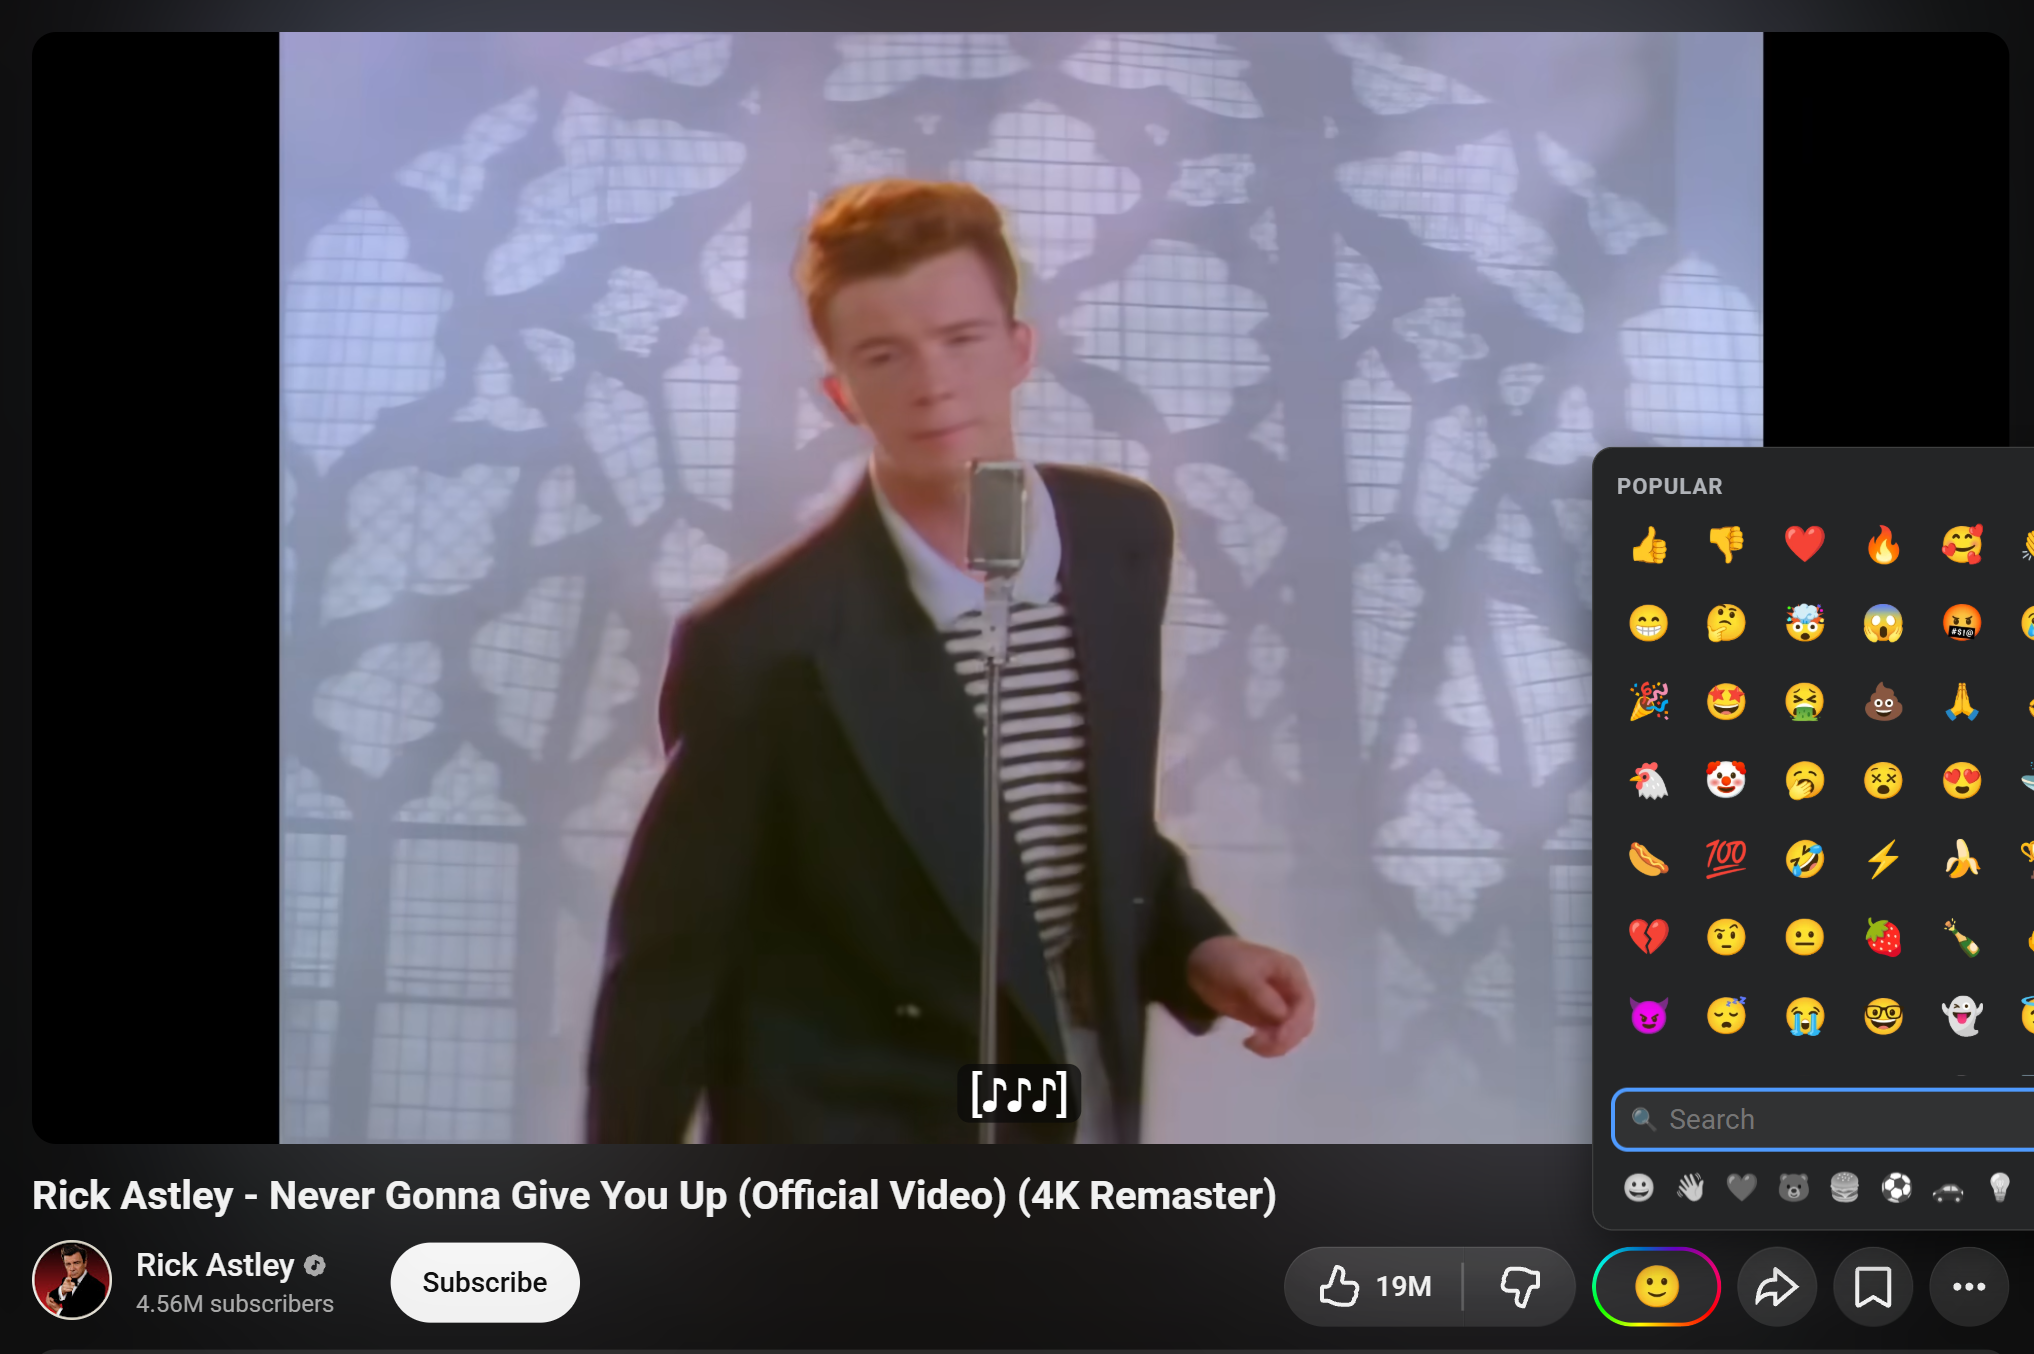 POPULAR
[♪♪♪]
Search
Rick Astley - Never Gonna Give You Up (Official Video) (4K Remaster)
Rick Astley
4.56M subscribers
Subscribe
19M